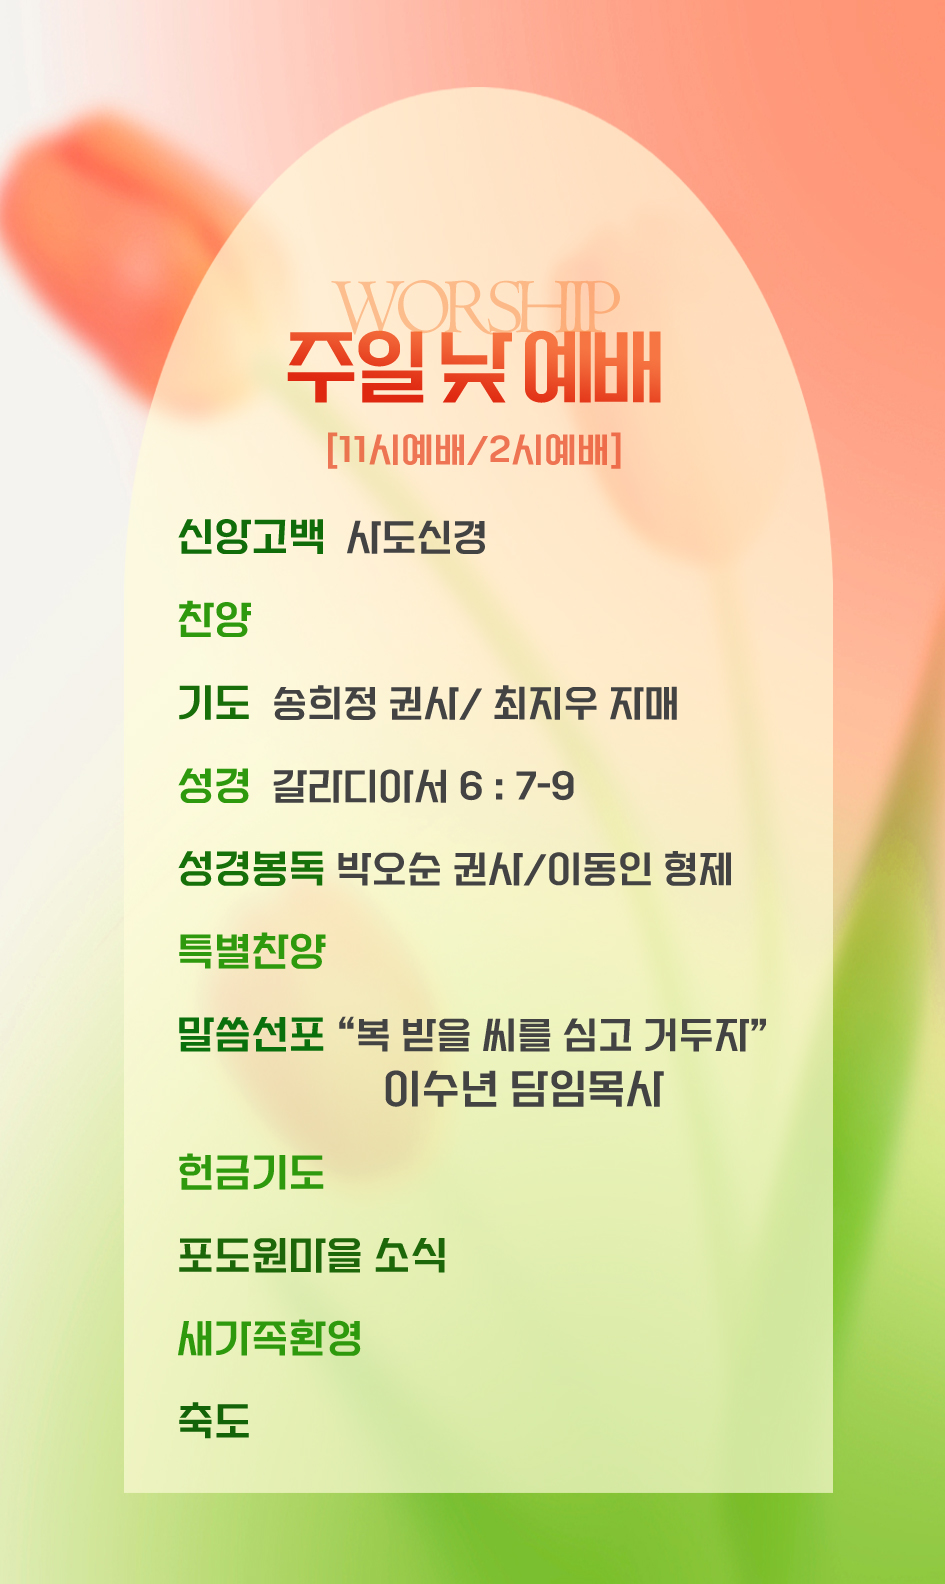 WORSHIP
주일 낮 예배
[11시예배/2시예배]
신앙고백 사도신경
찬양
기도 송희정 권사/ 최지우 자매
성경 갈라디아서 6 : 7-9
성경봉독 박오순 권사/이동인 형제
특별찬양
말씀선포 “복 받을 씨를 심고 거두자”
이수년 담임목사
헌금기도
포도원마을 소식
새가족환영
축도